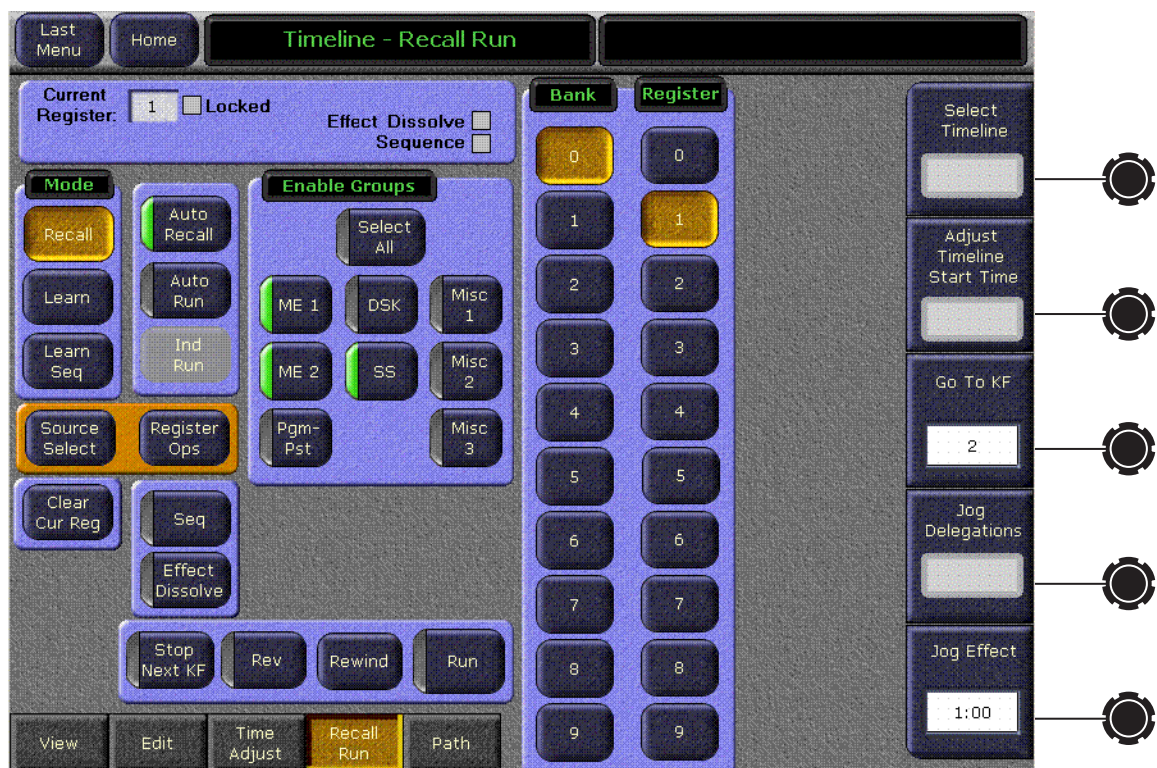 Last
Menu
Home
Timeline - Recall Run
Current
Register:
1
Locked
Effect Dissolve
Sequence
Mode
Recall
Learn
Learn
Seq
Auto
Recall
Auto
Run
Ind
Run
Source
Select
Register
Ops
Clear
Cur Reg
Seq
Effect
Dissolve
Enable Groups
Select
All
ME 1
DSK
Misc
1
ME 2
SS
Misc
2
Pgm-
Pst
Misc
3
Stop
Next KF
Rev
Rewind
Run
Bank
0
1
2
3
4
5
6
7
8
9
Register
0
1
2
3
4
5
6
7
8
9
Select
Timeline
Adjust
Timeline
Start Time
Go To KF
2
Jog
Delegations
Jog Effect
1:00
View
Edit
Time
Adjust
Recall
Run
Path